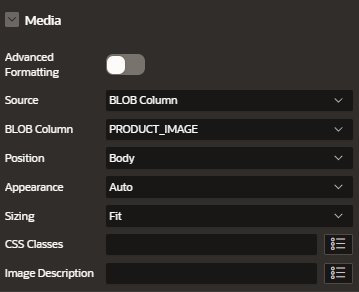 Media
Advanced
Formatting
Source BLOB Column
BLOB Column PRODUCT_IMAGE
Position Body
Appearance Auto
Sizing Fit
CSS Classes
Image Description